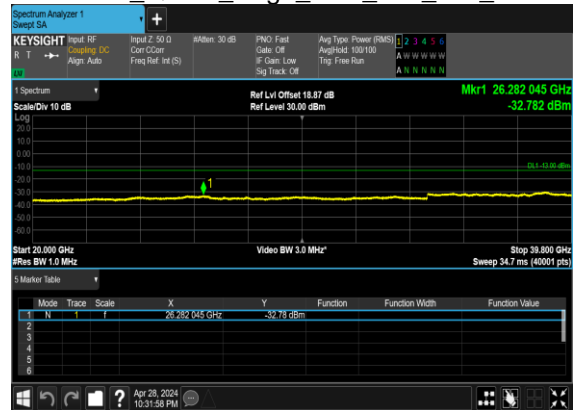 Spectrum Analyzer 1
Swept SA
+
KEYSIGHT Input: RF Input Z: 50 Ω #Atten: 30 dB PNO: Fast Avg Type: Power (RMS) 1 2 3 4 5 6
R T Coupling: DC Corr CCorr Gate: Off Avg|Hold: 100/100 A W W W W W
Align: Auto Freq Ref: Int (S) IF Gain: Low Trig: Free Run
LW Sig Track: Off A N N N N N
1 Spectrum Ref Lvl Offset 18.87 dB Mkr1 26.282 045 GHz
Scale/Div 10 dB Ref Level 30.00 dBm -32.782 dBm
Log
20.0
10.0
0.00
-10.0
DL1 -13.00 dBm
-20.0
1
-30.0
-40.0
-50.0
-60.0
Start 20.000 GHz Video BW 3.0 MHz* Stop 39.800 GHz
#Res BW 1.0 MHz Sweep 34.7 ms (40001 pts)
5 Marker Table
Mode Trace Scale X Y Function Function Width Function Value
1 N 1 f 26.282 045 GHz -32.78 dBm
2
3
4
5
6
? Apr 28, 2024
10:31:58 PM